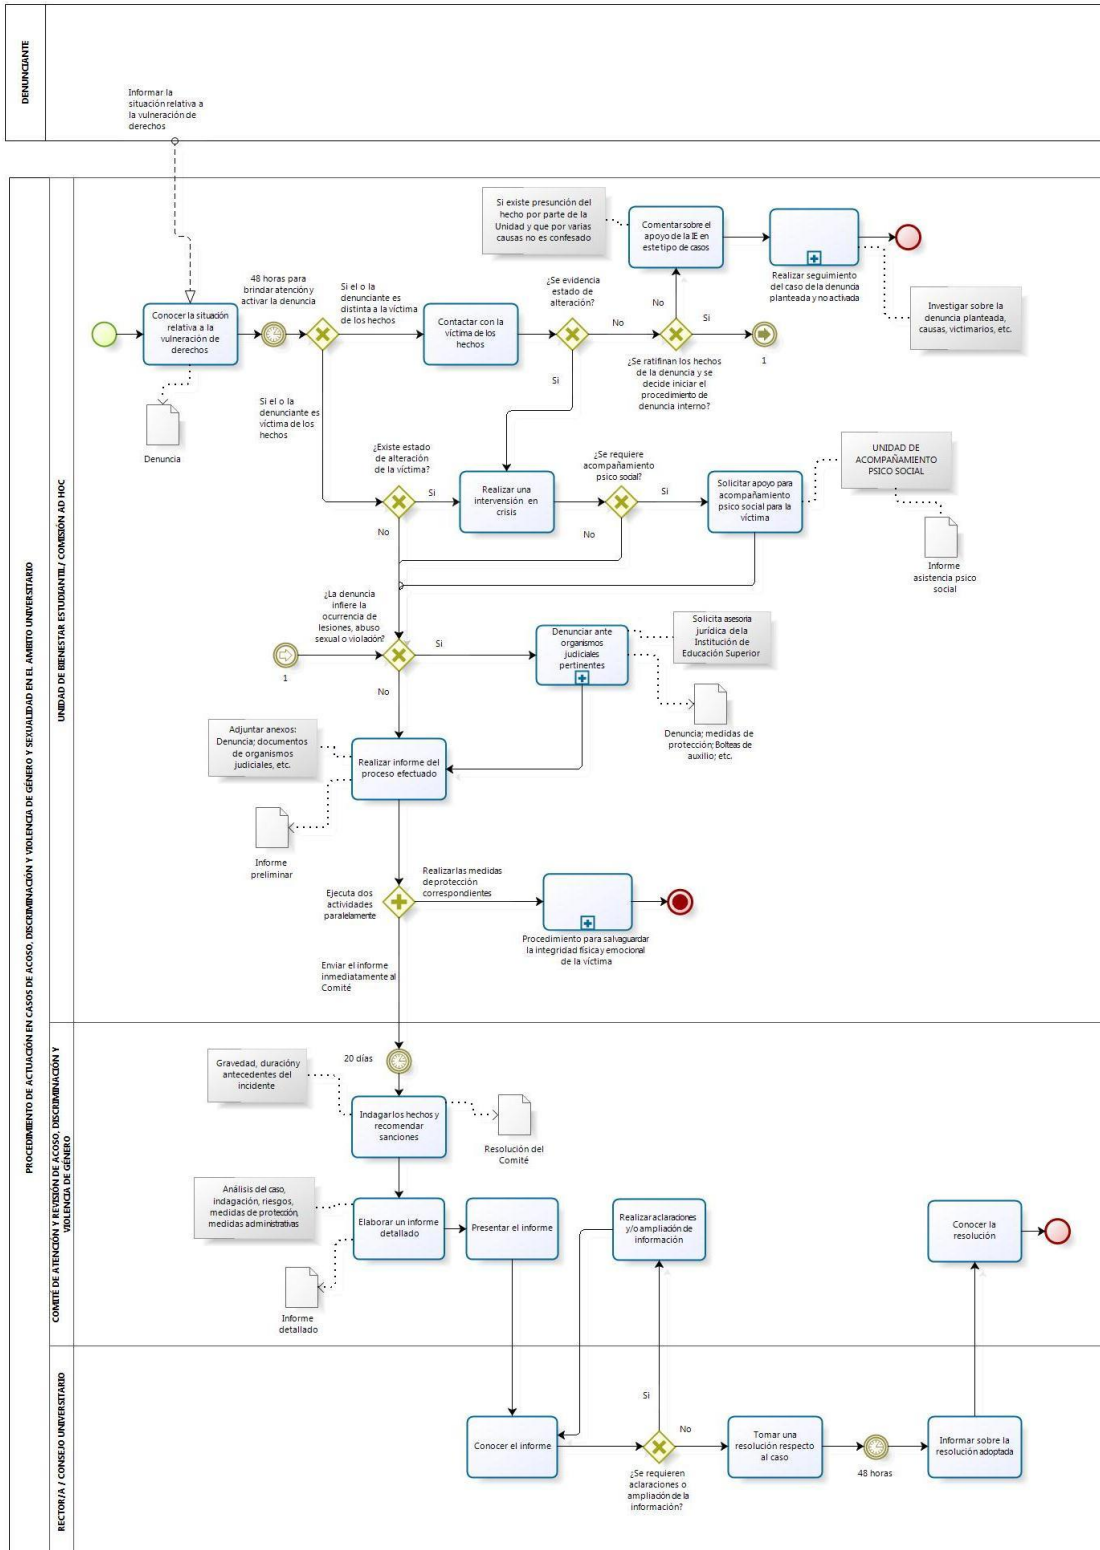 DENUNCIANTE
Informar la
situación relativa a
la vulneración de
derechos
PROCEDIMIENTO DE ACTUACIÓN EN CASOS DE ACOSO, DISCRIMINACIÓN Y VIOLENCIA DE GÉNERO Y SEXUALIDAD EN EL AMBITO UNIVERSITARIO
UNIDAD DE BIENESTAR ESTUDIANTIL/ COMISIÓN AD HOC
Si existe presunción del
hecho por parte de la
Unidad y que por varias
causas no es confesado
Comentar sobre el
apoyo de la IE en
este tipo de casos
Realizar seguimiento
del caso de la denuncia
planteada y no activada
Investigar sobre la
denuncia planteada,
causas, victimarios, etc.
48 horas para
brindar atención y
activar la denuncia
Si el o la
denunciante es
distinta a la víctima
de los hechos
¿Se evidencia
estado de
alteración?
No
Si
Conocer la situación
relativa a la
vulneración de
derechos
Contactar con la
víctima de los
hechos
No
1
¿Se ratifinan los hechos
de la denuncia y se
decide iniciar el
procedimiento de
denuncia interno?
Si
Denuncia
Si el o la
denunciante es
víctima de los
hechos
¿Existe estado
de alteración
de la víctima?
Si
Realizar una
intervensión en
crisis
¿Se requiere
acompañamiento
psico social?
Si
Solicitar apoyo para
acompañamiento
psico social para la
víctima
UNIDAD DE
ACOMPAÑAMIENTO
PSICO SOCIAL
Informe
asistencia psico
social
No
No
¿La denuncia
infiere la
ocurrencia de
lesiones, abuso
sexual o violación?
Si
1
Denunciar ante
organismos
judiciales
pertinentes
Solicita asesoría
jurídica de la
Institución de
Educación Superior
Denuncia; medidas de
protección; Bolteas de
auxilio; etc.
No
Adjuntar anexos:
Denuncia; documentos
de organismos
judiciales, etc.
Realizar informe del
proceso efectuado
Informe
preliminar
Ejecuta dos
actividades
paralelamente
Realizar las medidas
de protección
correspondientes
Procedimiento para salvaguardar
la integridad física y emocional
de la víctima
Enviar el informe
inmediatamente al
Comité
COMITÉ DE ATENCIÓN Y REVISIÓN DE ACOSO, DISCRIMINACIÓN Y
VIOLENCIA DE GÉNERO
20 días
Gravedad, duración y
antecedentes del
incidente
Indagar los hechos y
recomendar
sanciones
Resolución del
Comité
Análisis del caso,
indagación, riesgos,
medidas de protección,
medidas administrativas
Elaborar un informe
detallado
Presentar el informe
Realizar aclaraciones
y/o ampliación de
información
Conocer la
resolución
Informe
detallado
RECTOR/A / CONSEJO UNIVERSITARIO
Si
Conocer el informe
No
¿Se requieren
aclaraciones o
ampliación de la
información?
Tomar una
resolución respecto
al caso
48 horas
Informar sobre la
resolución adoptada